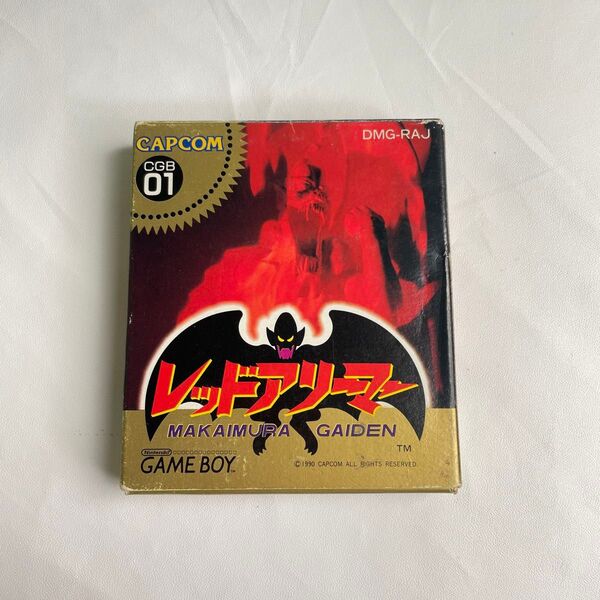 CAPCOM
CGB
01
DMG-RAJ
レッドアリーマー
MAKAIMURA GAIDEN
TM
Nintendo
GAME BOY
©1990 CAPCOM ALL RIGHTS RESERVED.